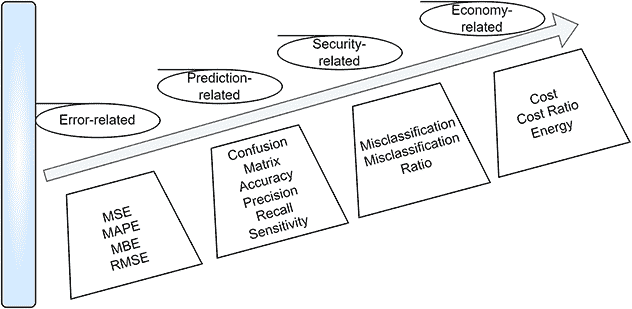 Error-related
Prediction-
related
Security-
related
Economy-
related
MSE
MAPE
MBE
RMSE
Confusion
Matrix
Accuracy
Precision
Recall
Sensitivity
Misclassification
Misclassification
Ratio
Cost
Cost Ratio
Energy